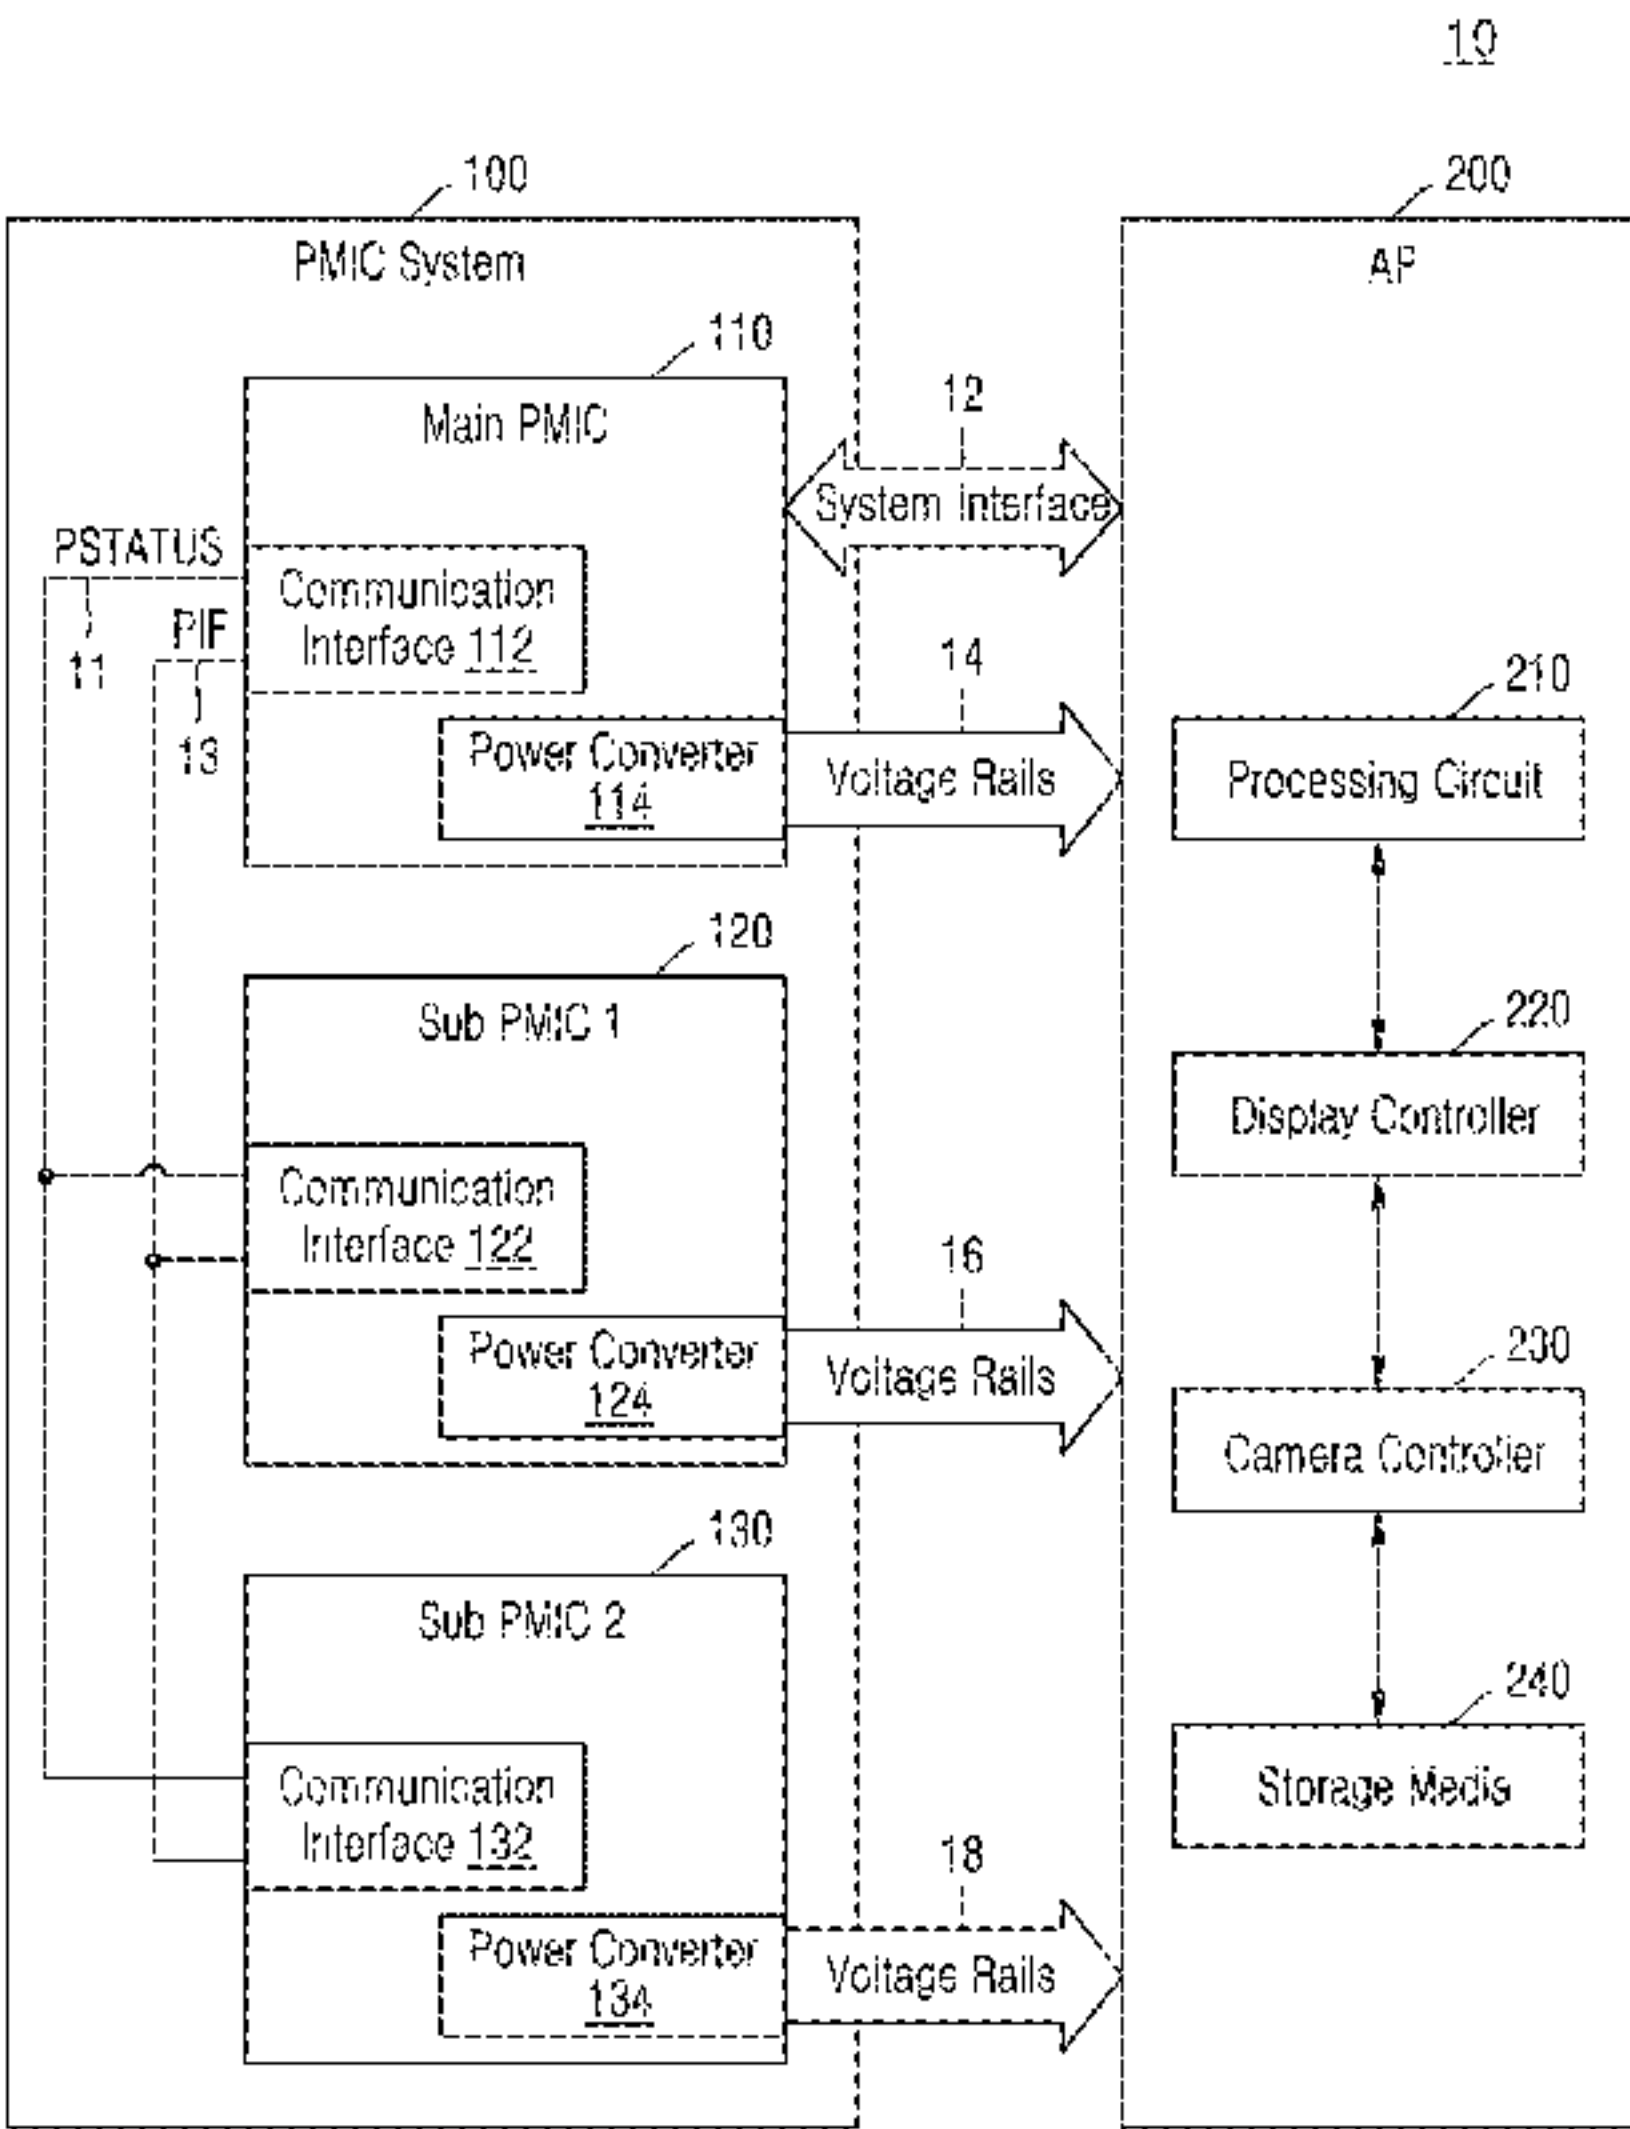 10
100
200
PMIC System
AP
110
Main PMIC
12
System Interface
PSTATUS
11
PIF
13
Communication
Interface 112
14
Power Converter
114
Voltage Rails
210
Processing Circuit
120
Sub PMIC 1
220
Display Controller
Communication
Interface 122
16
Power Converter
124
Voltage Rails
230
Camera Controller
130
Sub PMIC 2
240
Storage Media
Communication
Interface 132
18
Power Converter
134
Voltage Rails